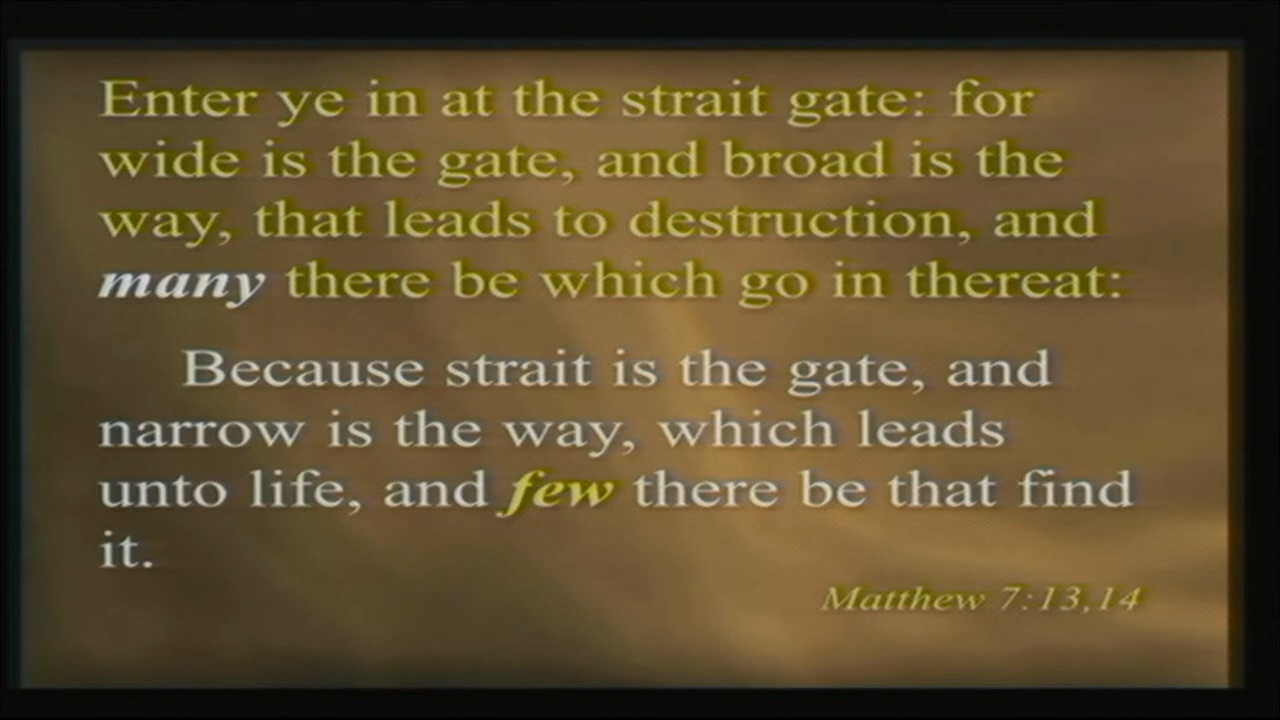 Enter ye in at the strait gate: for
wide is the gate, and broad is the
way, that leads to destruction, and
many there be which go in thereat:
Because strait is the gate, and
narrow is the way, which leads
unto life, and few there be that find
it.
Matthew 7:13,14